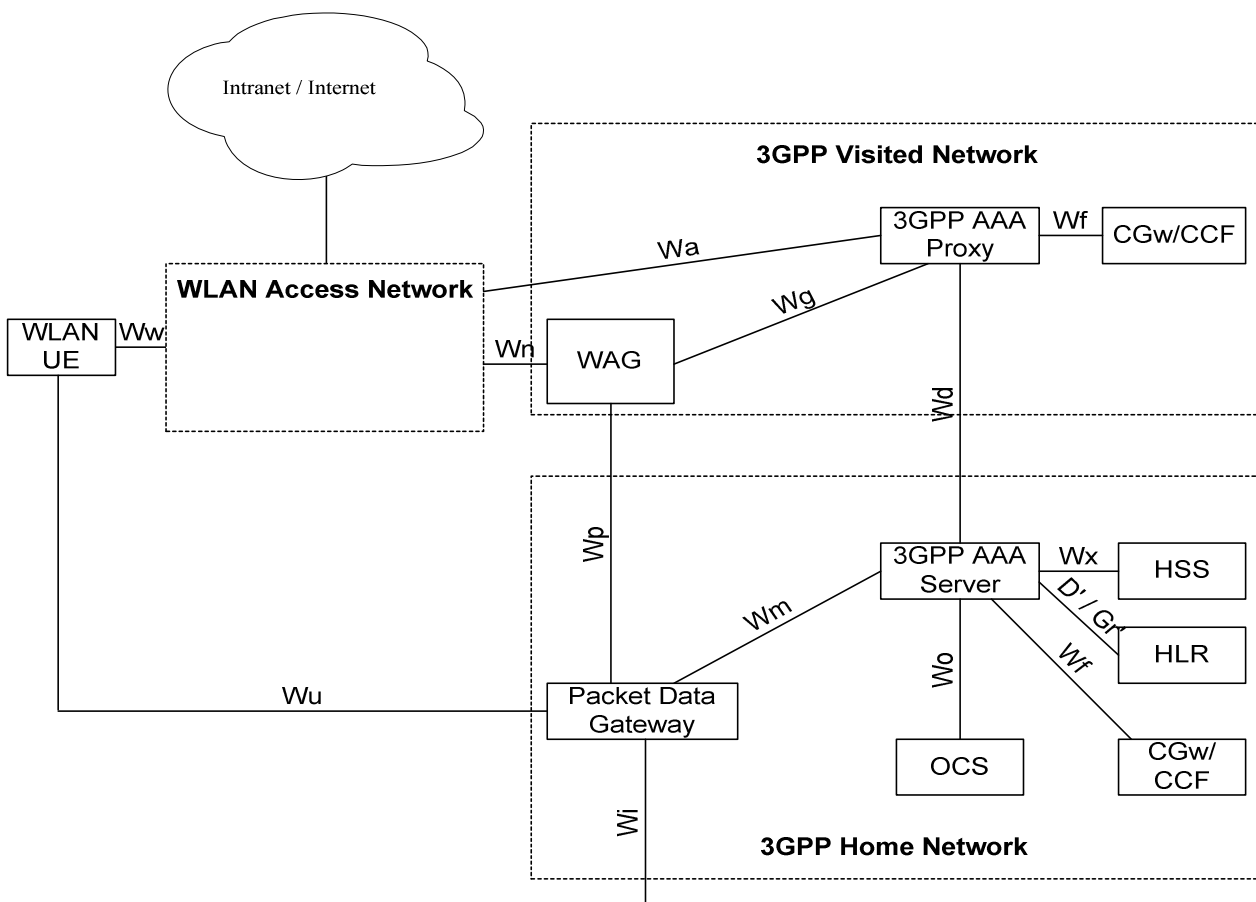 Intranet / Internet
3GPP Visited Network
3GPP AAA
Proxy
Wf
CGw/CCF
Wa
WLAN Access Network
Wg
WLAN
UE
Ww
Wn
WAG
Wd
Wp
3GPP AAA
Server
Wx
HSS
D' / Gr'
HLR
Wm
Wo
Wf
Wu
Packet Data
Gateway
OCS
CGw/
CCF
Wi
3GPP Home Network